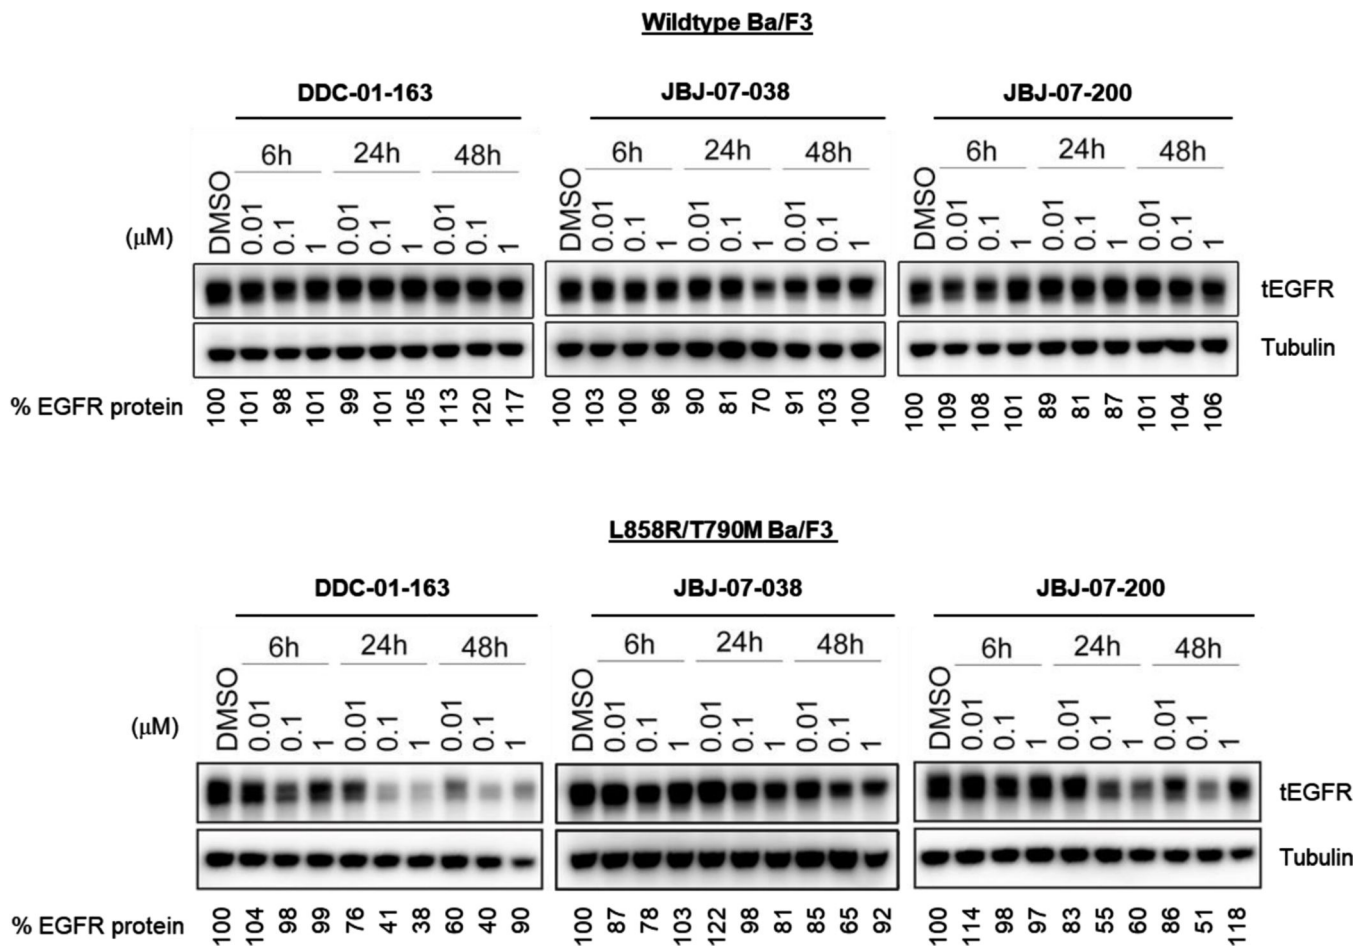 Wildtype Ba/F3
DDC-01-163 JBJ-07-038 JBJ-07-200
6h 24h 48h 6h 24h 48h 6h 24h 48h
(μM) DMSO 0.01 0.1 1 0.01 0.1 1 0.01 0.1 1 DMSO 0.01 0.1 1 0.01 0.1 1 0.01 0.1 1 DMSO 0.01 0.1 1 0.01 0.1 1 0.01 0.1 1
tEGFR
Tubulin
% EGFR protein 100 101 98 101 99 101 105 113 120 117 100 103 100 96 90 81 70 91 103 100 100 109 108 101 89 81 87 101 104 106
L858R/T790M Ba/F3
DDC-01-163 JBJ-07-038 JBJ-07-200
6h 24h 48h 6h 24h 48h 6h 24h 48h
(μM) DMSO 0.01 0.1 1 0.01 0.1 1 0.01 0.1 1 DMSO 0.01 0.1 1 0.01 0.1 1 0.01 0.1 1 DMSO 0.01 0.1 1 0.01 0.1 1 0.01 0.1 1
tEGFR
Tubulin
% EGFR protein 100 104 98 99 76 41 38 60 40 90 100 87 78 103 122 98 81 85 65 92 100 114 98 97 83 55 60 86 51 118